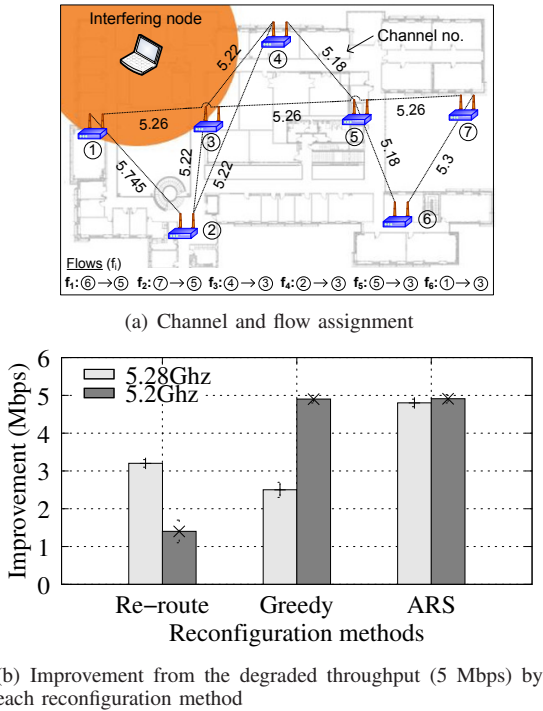 Interfering node
Channel no.
④
5.22
5.18
5.26
5.26
5.26
①
③
⑤
⑦
5.745
5.22
5.22
5.18
5.3
②
⑥
Flows (fᵢ)
f₁:⑥→⑤ f₂:⑦→⑤ f₃:④→③ f₄:②→③ f₅:⑤→③ f₆:①→③
(a) Channel and flow assignment
6
5
4
3
2
1
0
Improvement (Mbps)
5.28Ghz
5.2Ghz
Re−route Greedy ARS
Reconfiguration methods
(b) Improvement from the degraded throughput (5 Mbps) by
each reconfiguration method